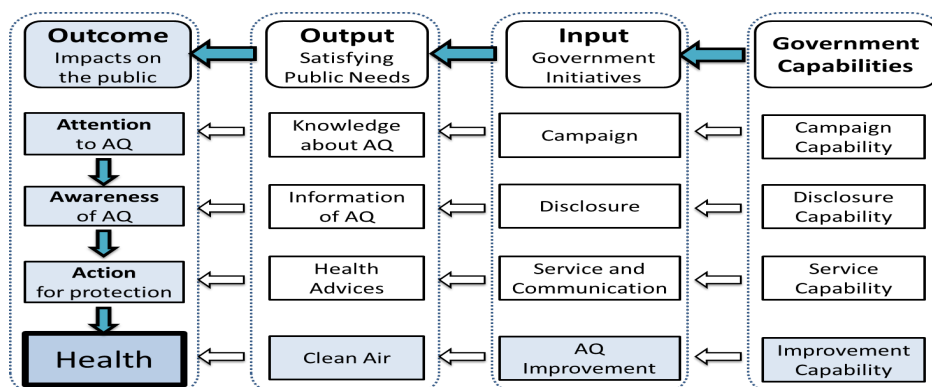 Outcome
Impacts on
the public
Output
Satisfying
Public Needs
Input
Government
Initiatives
Government
Capabilities
Attention
to AQ
Knowledge
about AQ
Campaign
Campaign
Capability
Awareness
of AQ
Information
of AQ
Disclosure
Disclosure
Capability
Action
for protection
Health
Advices
Service and
Communication
Service
Capability
Health
Clean Air
AQ
Improvement
Improvement
Capability